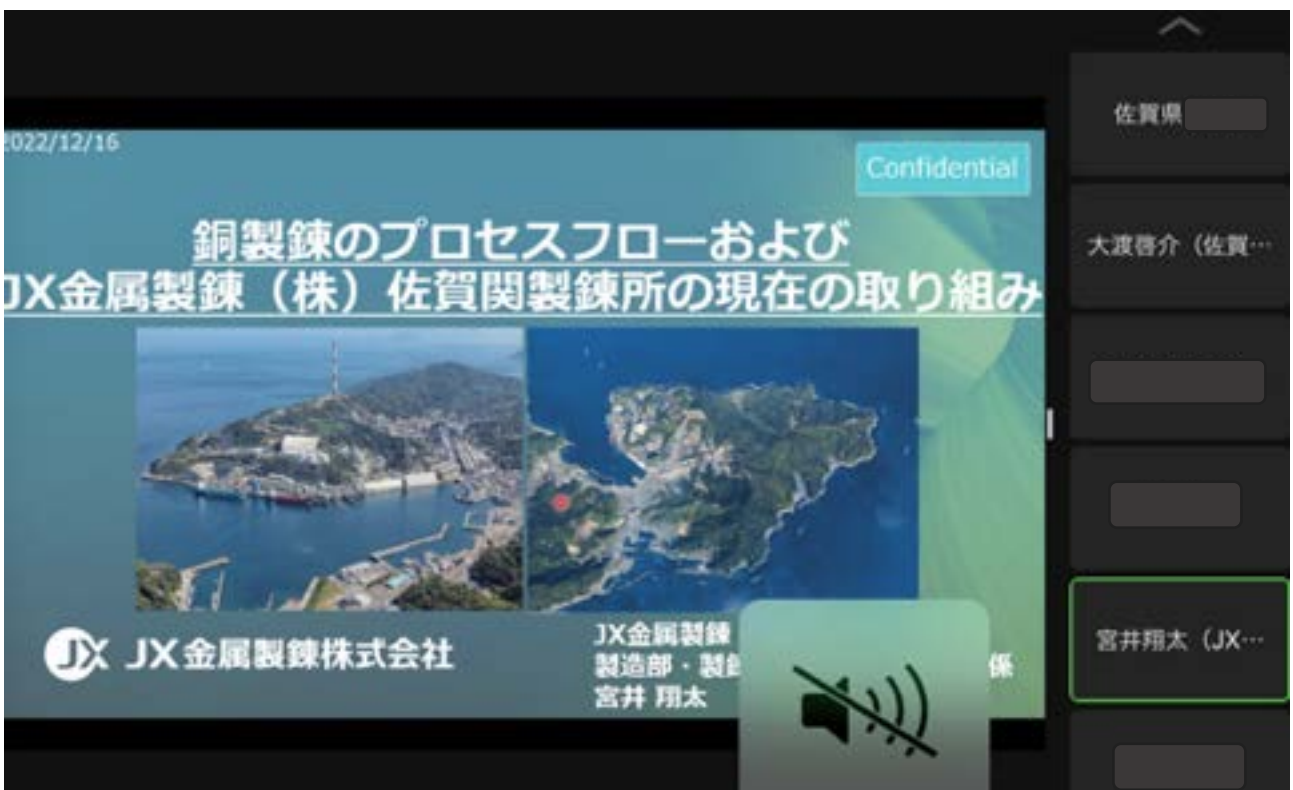 2022/12/16
Confidential
銅製錬のプロセスフローおよび
JX金属製錬（株）佐賀関製錬所の現在の取り組み
JX JX金属製錬株式会社
JX金属製錬
製造部・製錬 係
宮井 翔太
佐賀県
大渡啓介（佐賀…
宮井翔太（JX…